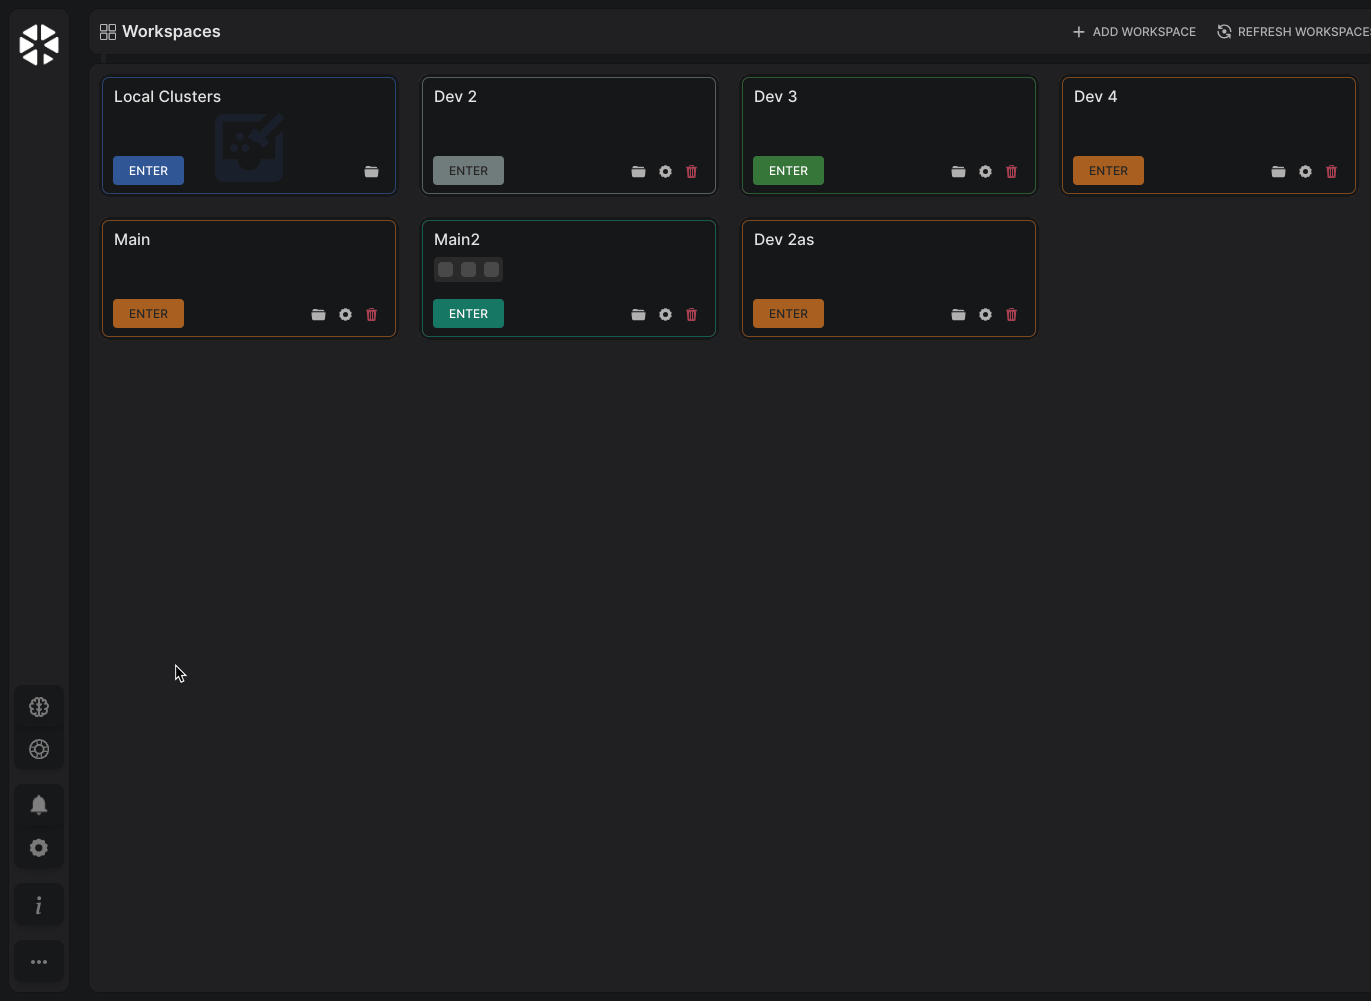 Workspaces
ADD WORKSPACE
REFRESH WORKSPACES
Local Clusters
ENTER
Dev 2
ENTER
Dev 3
ENTER
Dev 4
ENTER
Main
ENTER
Main2
ENTER
Dev 2as
ENTER
i